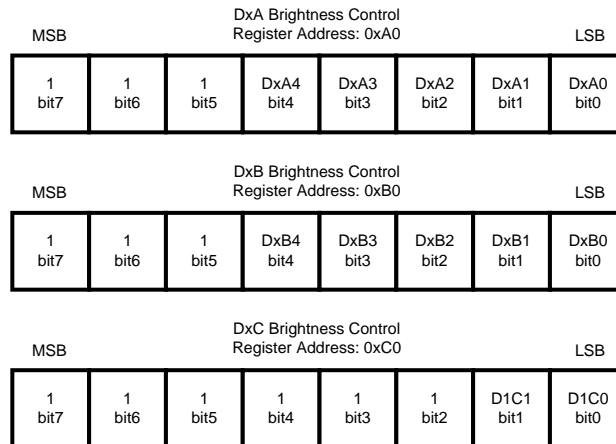 DxA Brightness Control
MSB Register Address: 0xA0 LSB
1 1 1 DxA4 DxA3 DxA2 DxA1 DxA0
bit7 bit6 bit5 bit4 bit3 bit2 bit1 bit0
DxB Brightness Control
MSB Register Address: 0xB0 LSB
1 1 1 DxB4 DxB3 DxB2 DxB1 DxB0
bit7 bit6 bit5 bit4 bit3 bit2 bit1 bit0
DxC Brightness Control
MSB Register Address: 0xC0 LSB
1 1 1 1 1 1 D1C1 D1C0
bit7 bit6 bit5 bit4 bit3 bit2 bit1 bit0